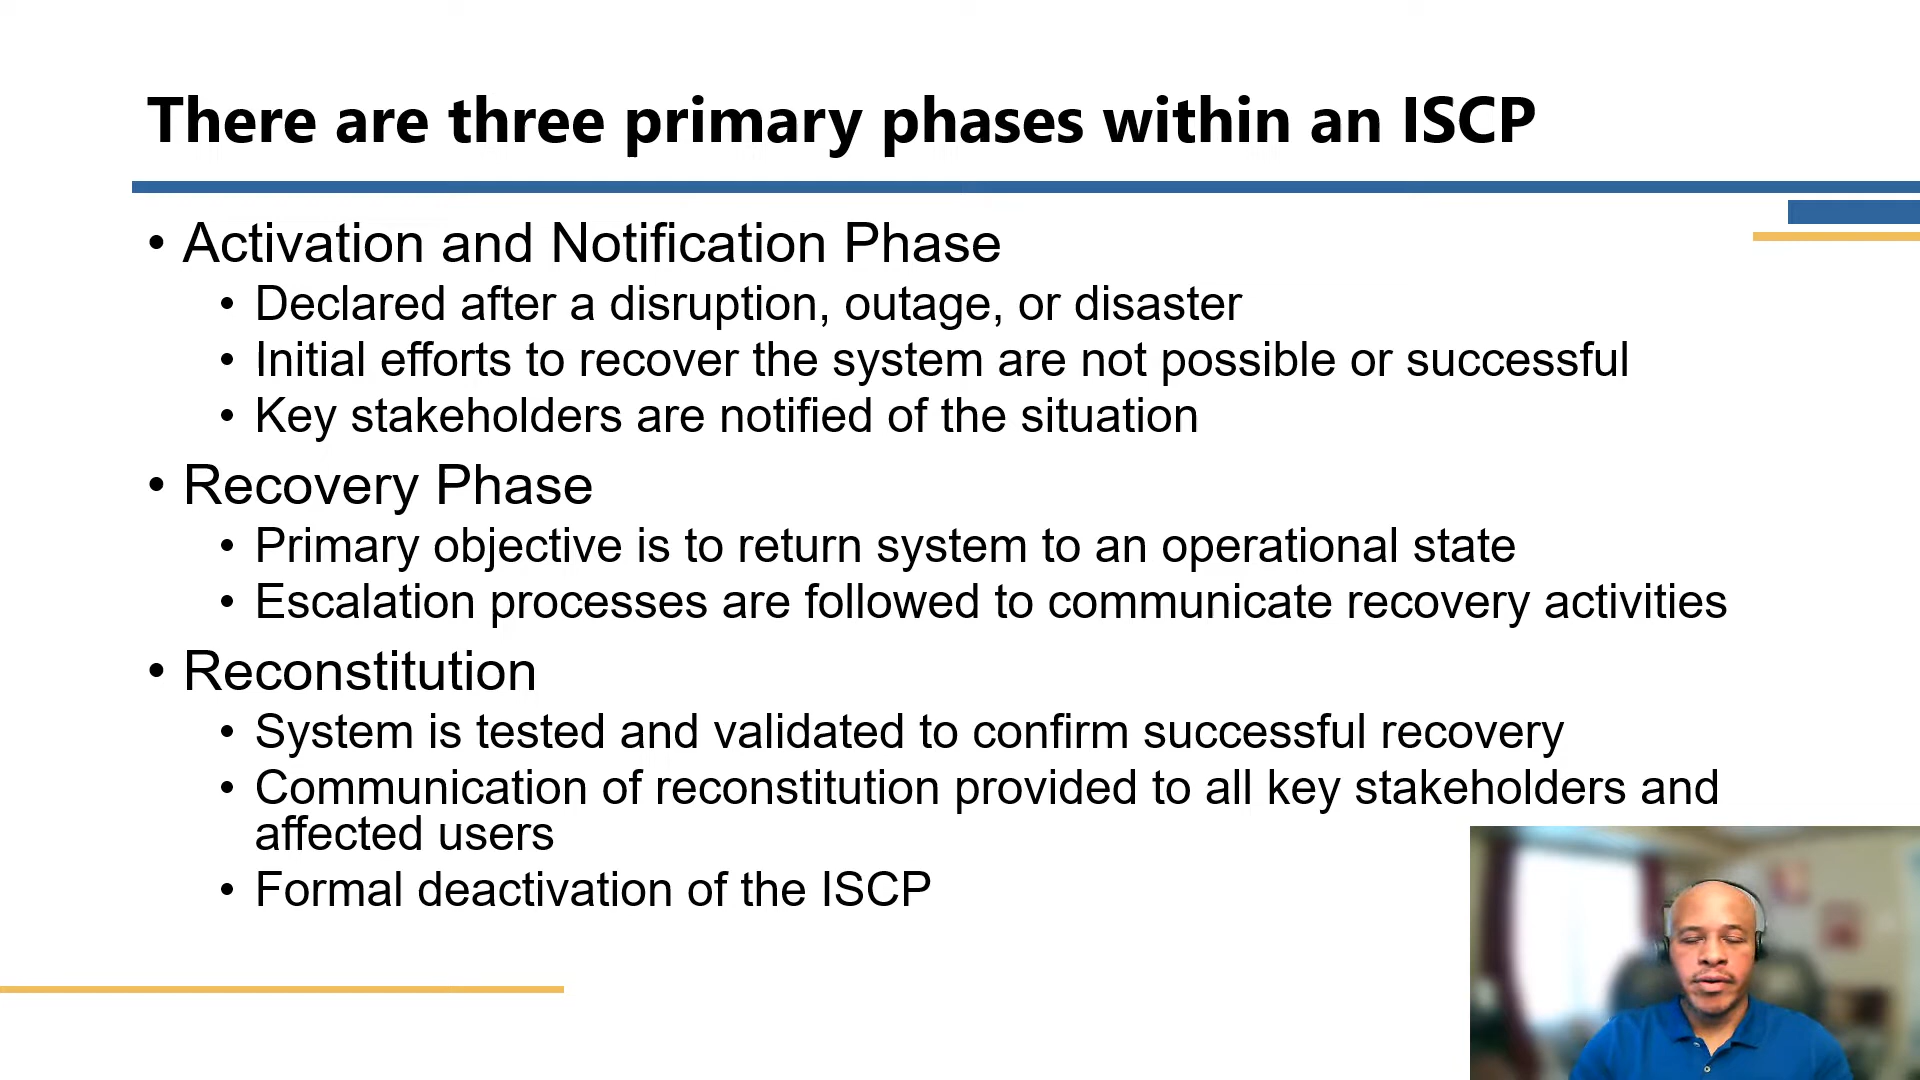 There are three primary phases within an ISCP
• Activation and Notification Phase
• Declared after a disruption, outage, or disaster
• Initial efforts to recover the system are not possible or successful
• Key stakeholders are notified of the situation
• Recovery Phase
• Primary objective is to return system to an operational state
• Escalation processes are followed to communicate recovery activities
• Reconstitution
• System is tested and validated to confirm successful recovery
• Communication of reconstitution provided to all key stakeholders and
affected users
• Formal deactivation of the ISCP